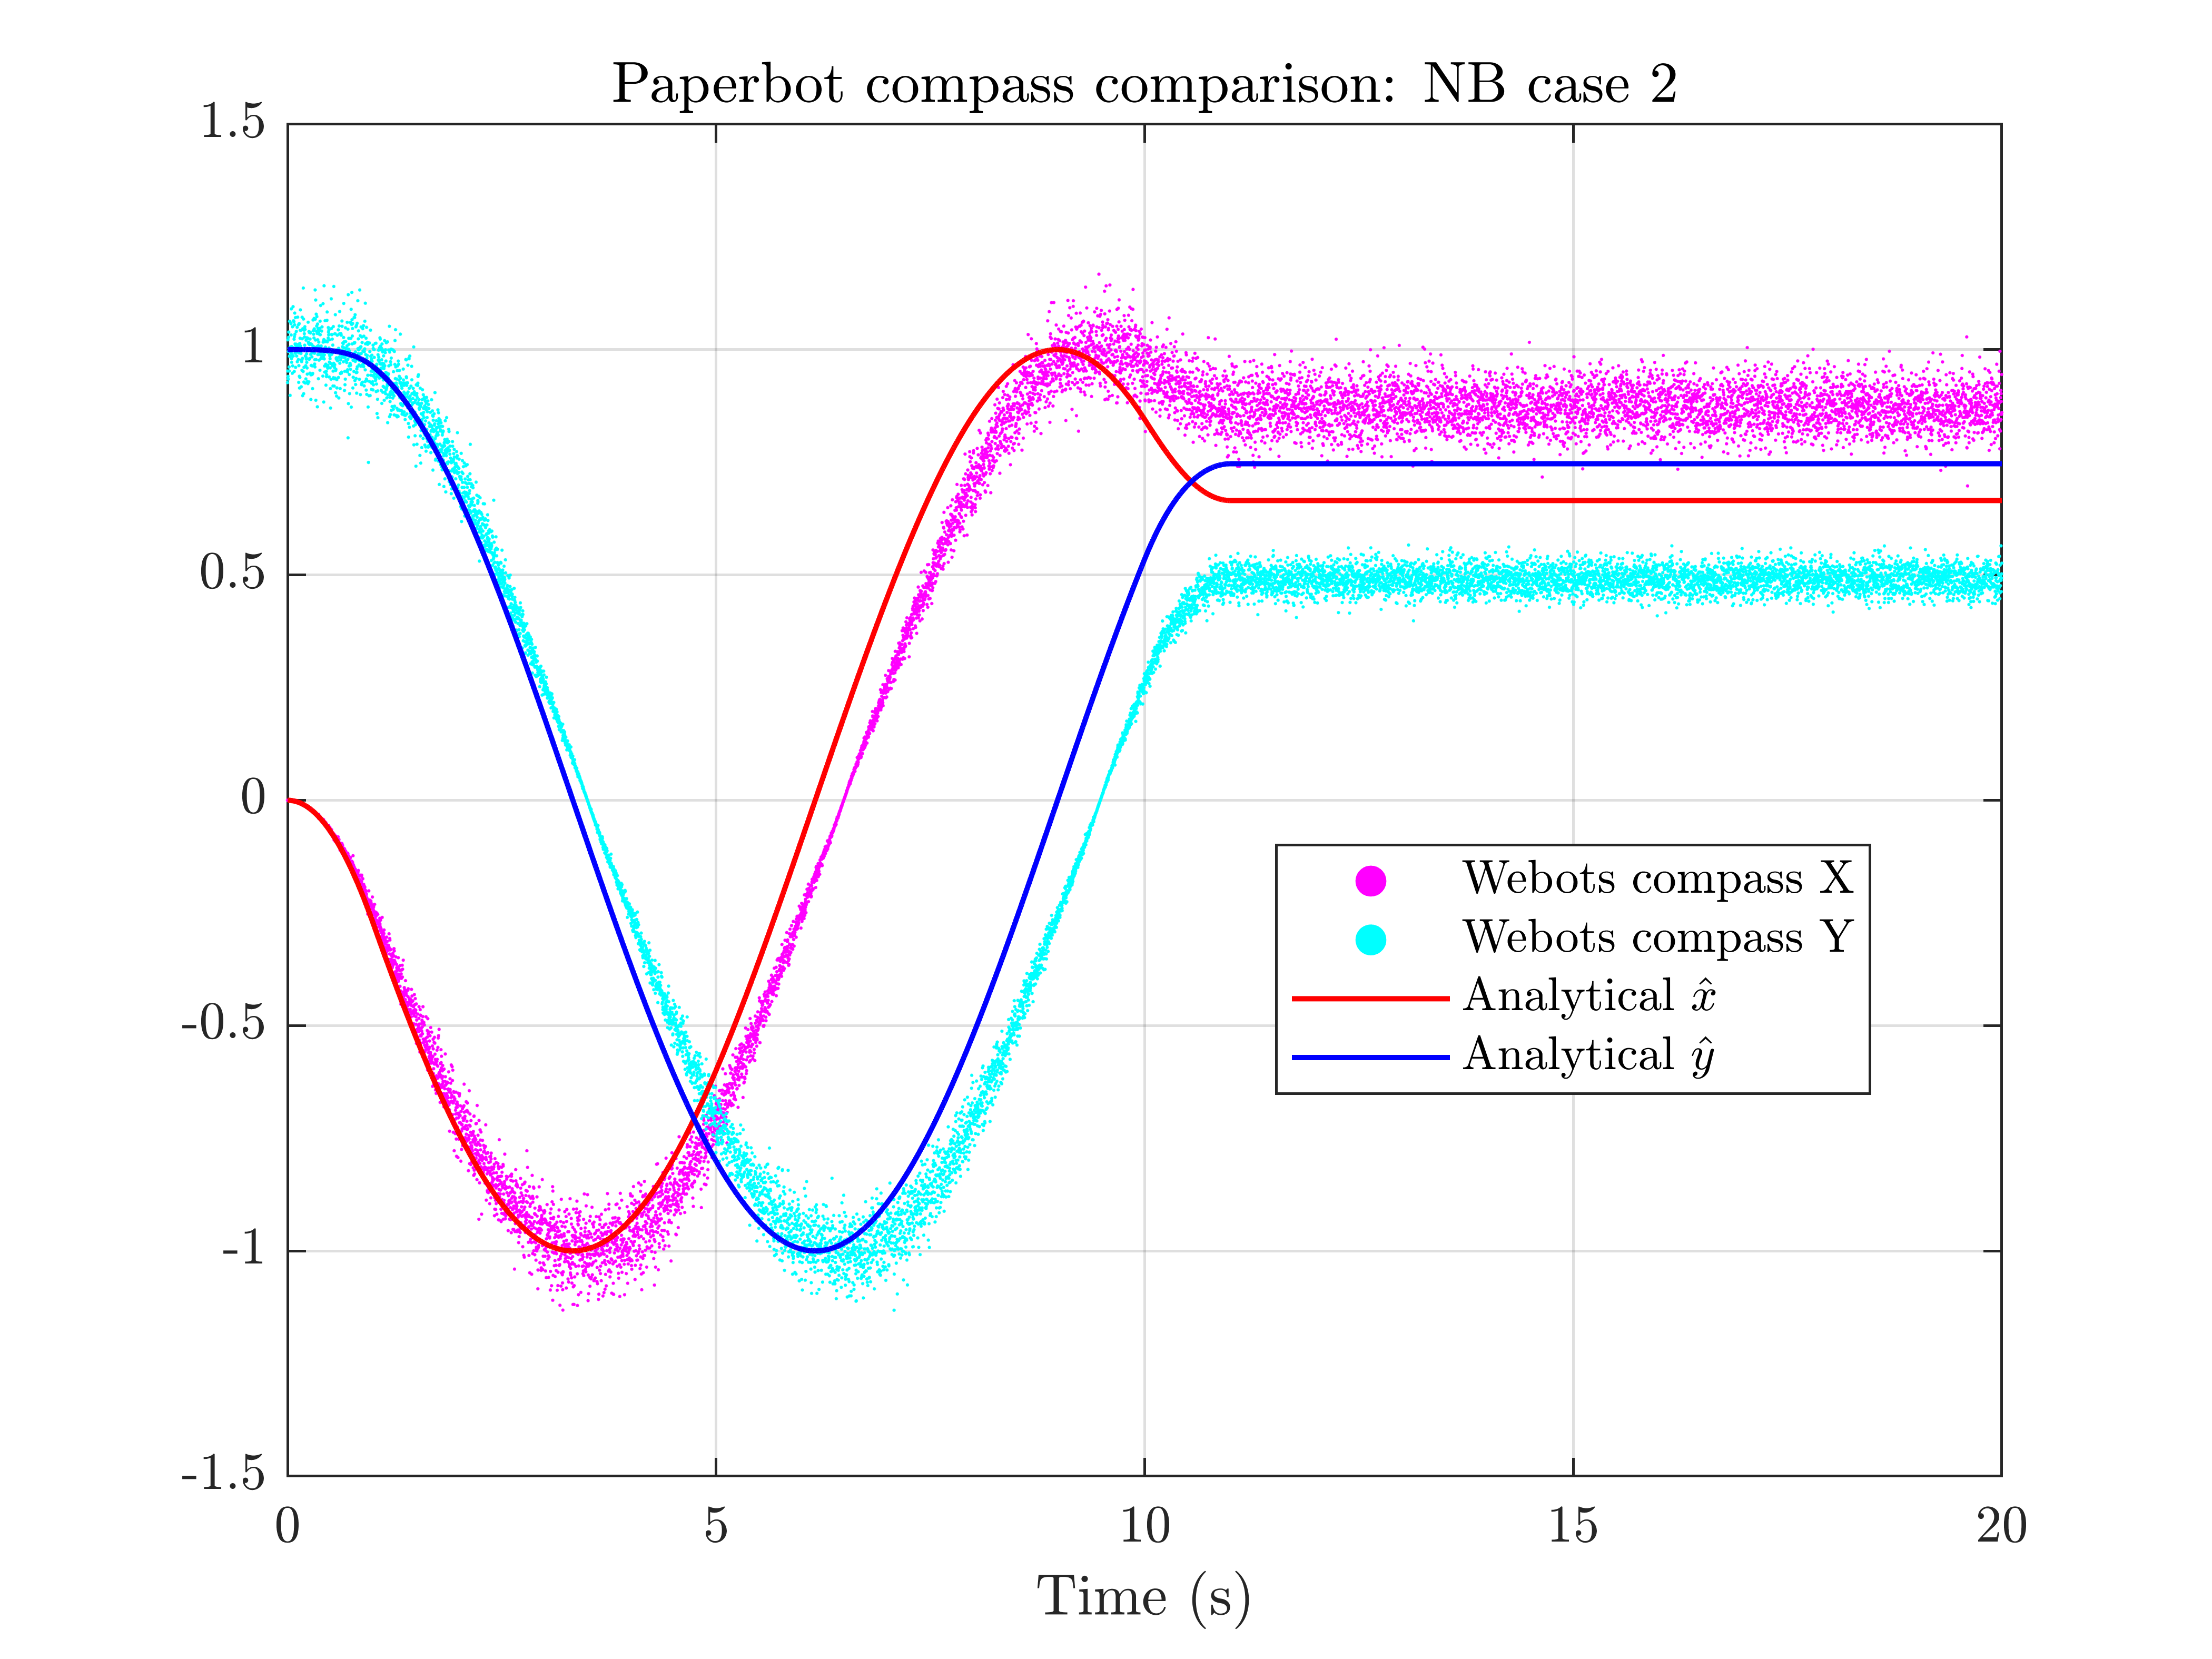 Paperbot compass comparison: NB case 2
1.5
1
0.5
0
-0.5
-1
-1.5
0 5 10 15 20
Time (s)
Webots compass X
Webots compass Y
Analytical x̂
Analytical ŷ